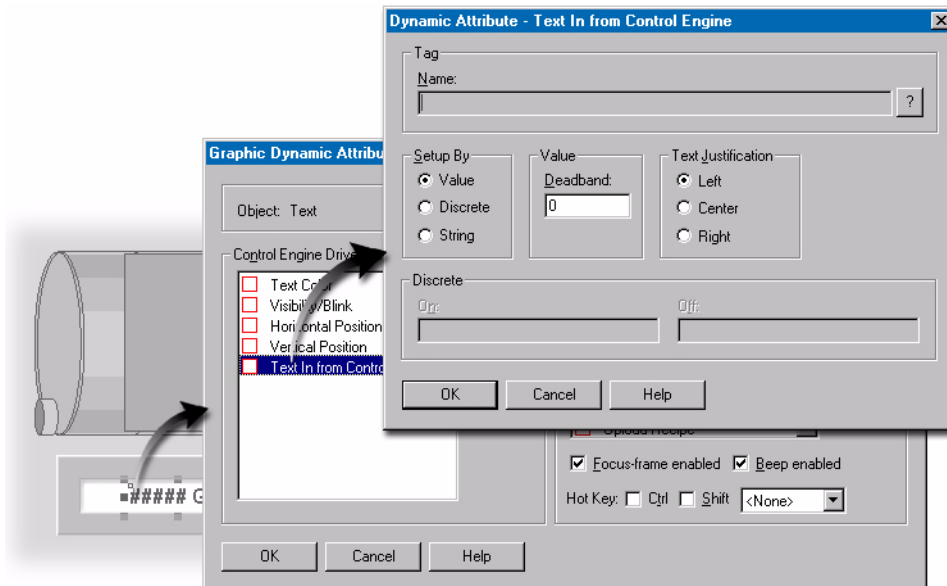 Dynamic Attribute - Text In from Control Engine
Tag
Name:
?
Graphic Dynamic Attribu
Setup By
Value
Discrete
String
Value
Deadband:
0
Text Justification
Left
Center
Right
Object: Text
Control Engine Drive
Text Color
Visibility/Blink
Horizontal Position
Vertical Position
Text In from Contro
Discrete
On:
Off:
OK Cancel Help
Upload Recipe
Focus-frame enabled Beep enabled
Hot Key: Ctrl Shift <None>
##### G
OK Cancel Help